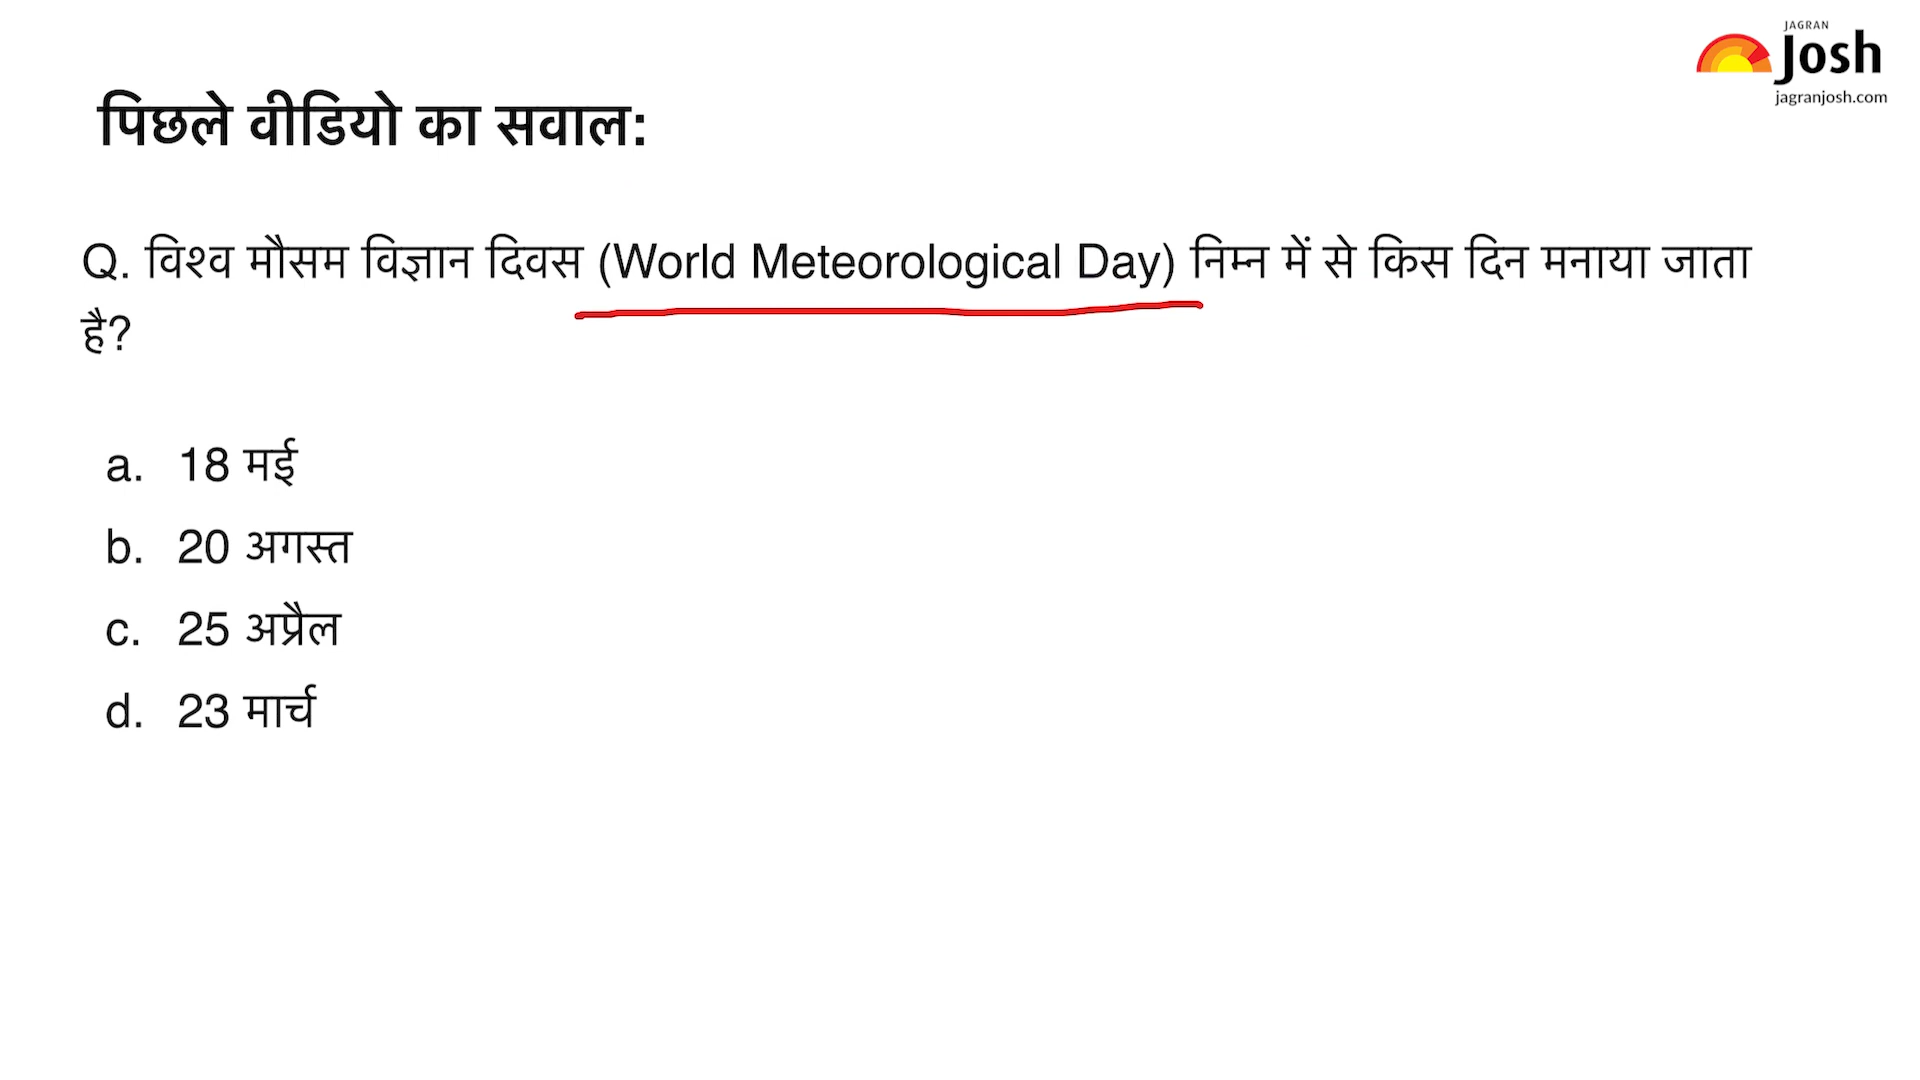 JAGRAN
Josh
jagranjosh.com
पिछले वीडियो का सवाल:
Q. विश्व मौसम विज्ञान दिवस (World Meteorological Day) निम्न में से किस दिन मनाया जाता
है?
a. 18 मई
b. 20 अगस्त
c. 25 अप्रैल
d. 23 मार्च